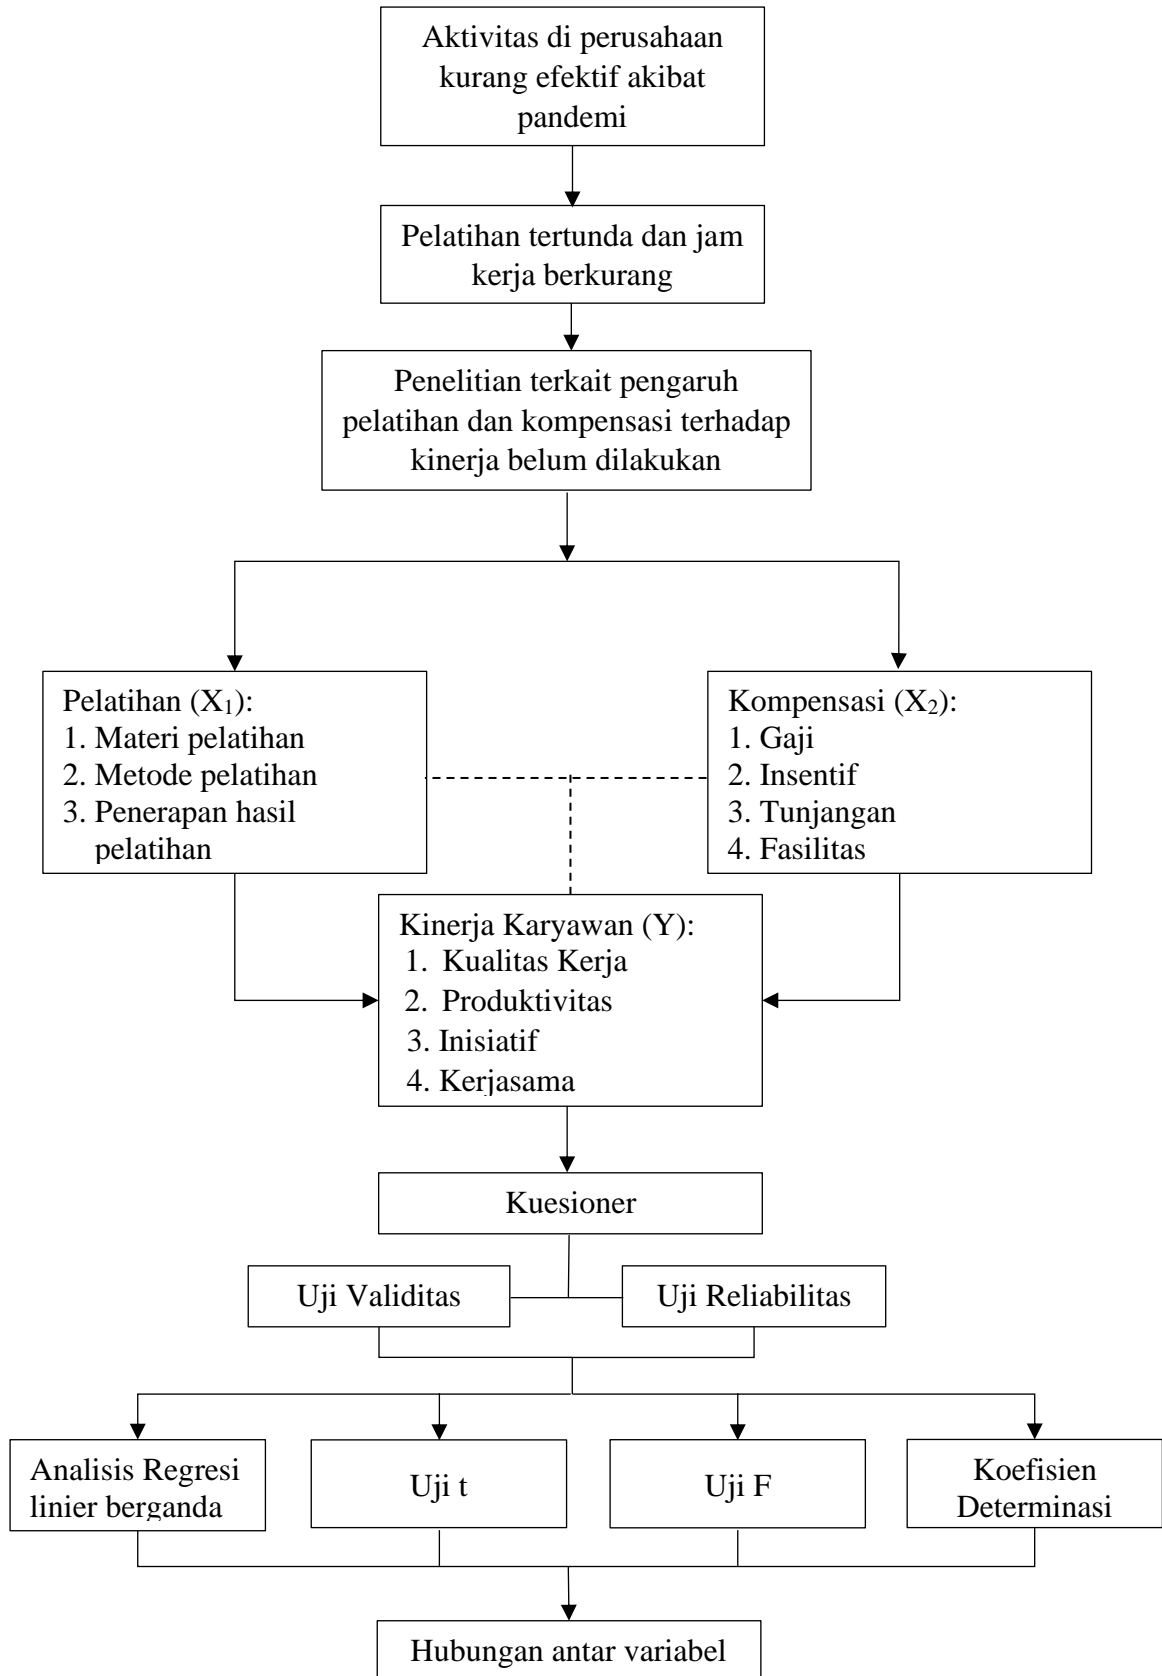 Aktivitas di perusahaan
kurang efektif akibat
pandemi
Pelatihan tertunda dan jam
kerja berkurang
Penelitian terkait pengaruh
pelatihan dan kompensasi terhadap
kinerja belum dilakukan
Pelatihan (X₁):
1. Materi pelatihan
2. Metode pelatihan
3. Penerapan hasil
pelatihan
Kompensasi (X₂):
1. Gaji
2. Insentif
3. Tunjangan
4. Fasilitas
Kinerja Karyawan (Y):
1. Kualitas Kerja
2. Produktivitas
3. Inisiatif
4. Kerjasama
Kuesioner
Uji Validitas
Uji Reliabilitas
Analisis Regresi
linier berganda
Uji t
Uji F
Koefisien
Determinasi
Hubungan antar variabel